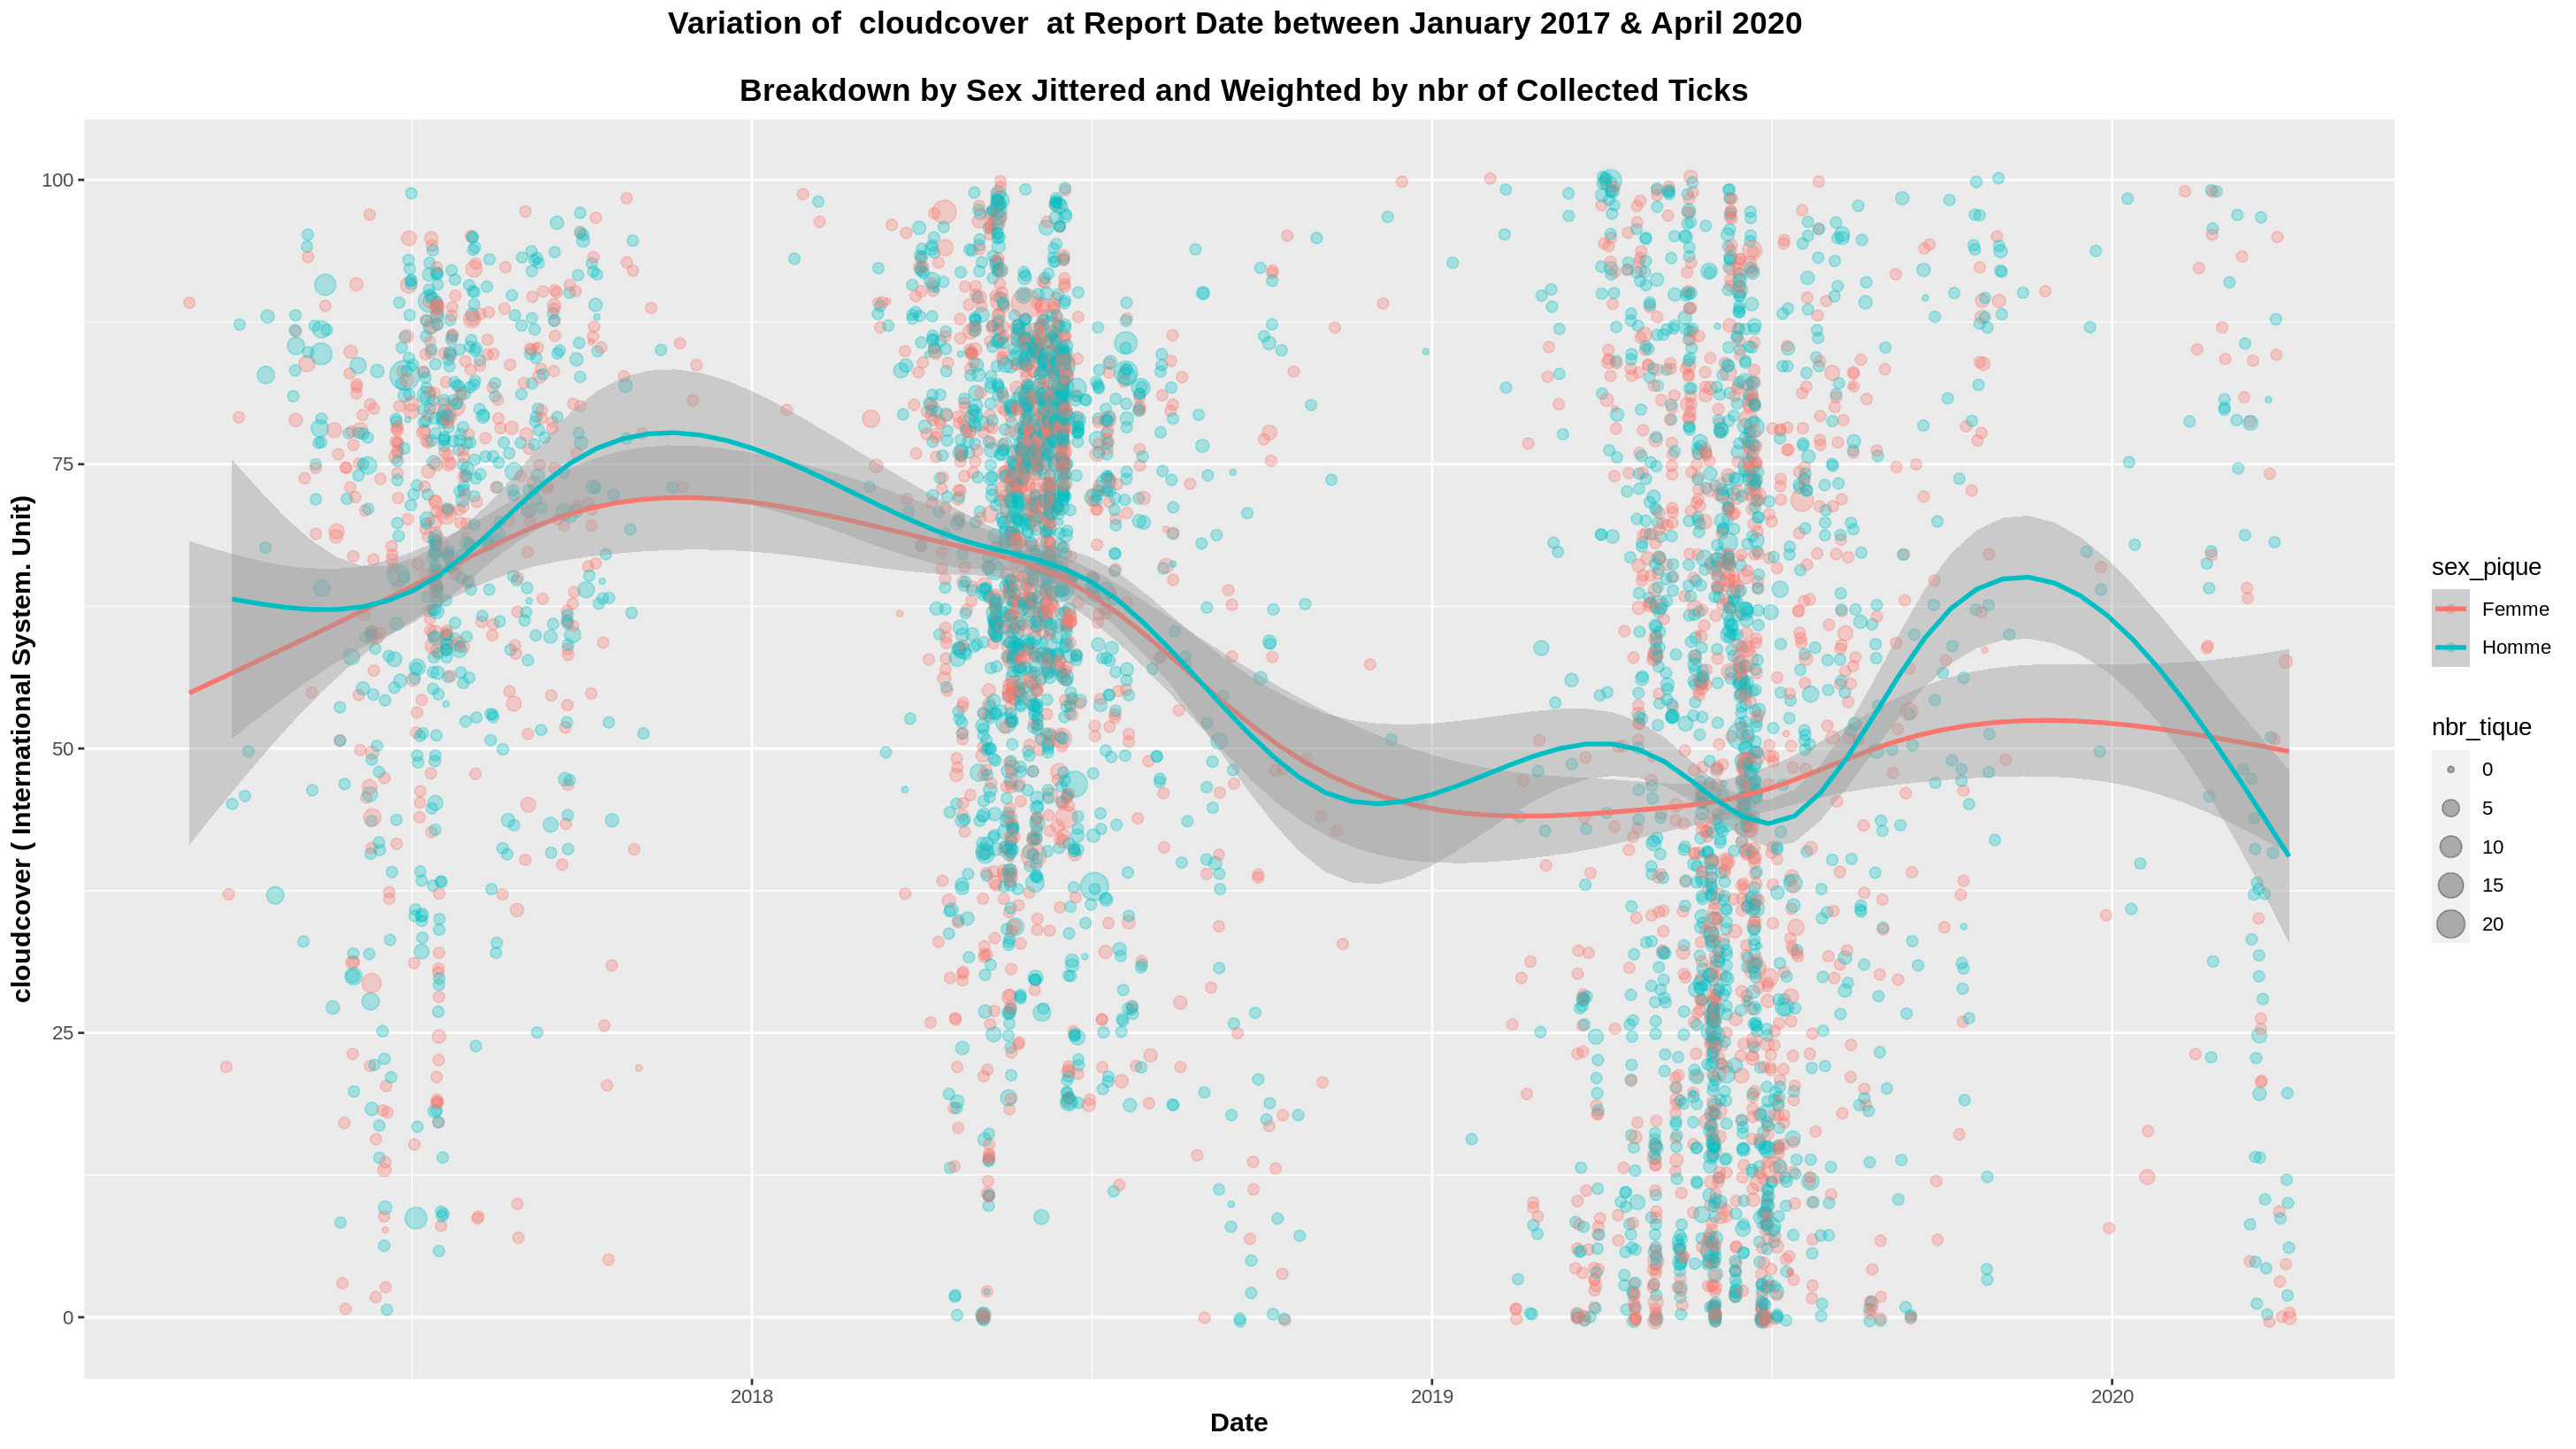 Variation of  cloudcover  at Report Date between January 2017 & April 2020
Breakdown by Sex Jittered and Weighted by nbr of Collected Ticks
cloudcover ( International System. Unit)
100
75
50
25
0
2018
2019
2020
Date
sex_pique
Femme
Homme
nbr_tique
0
5
10
15
20